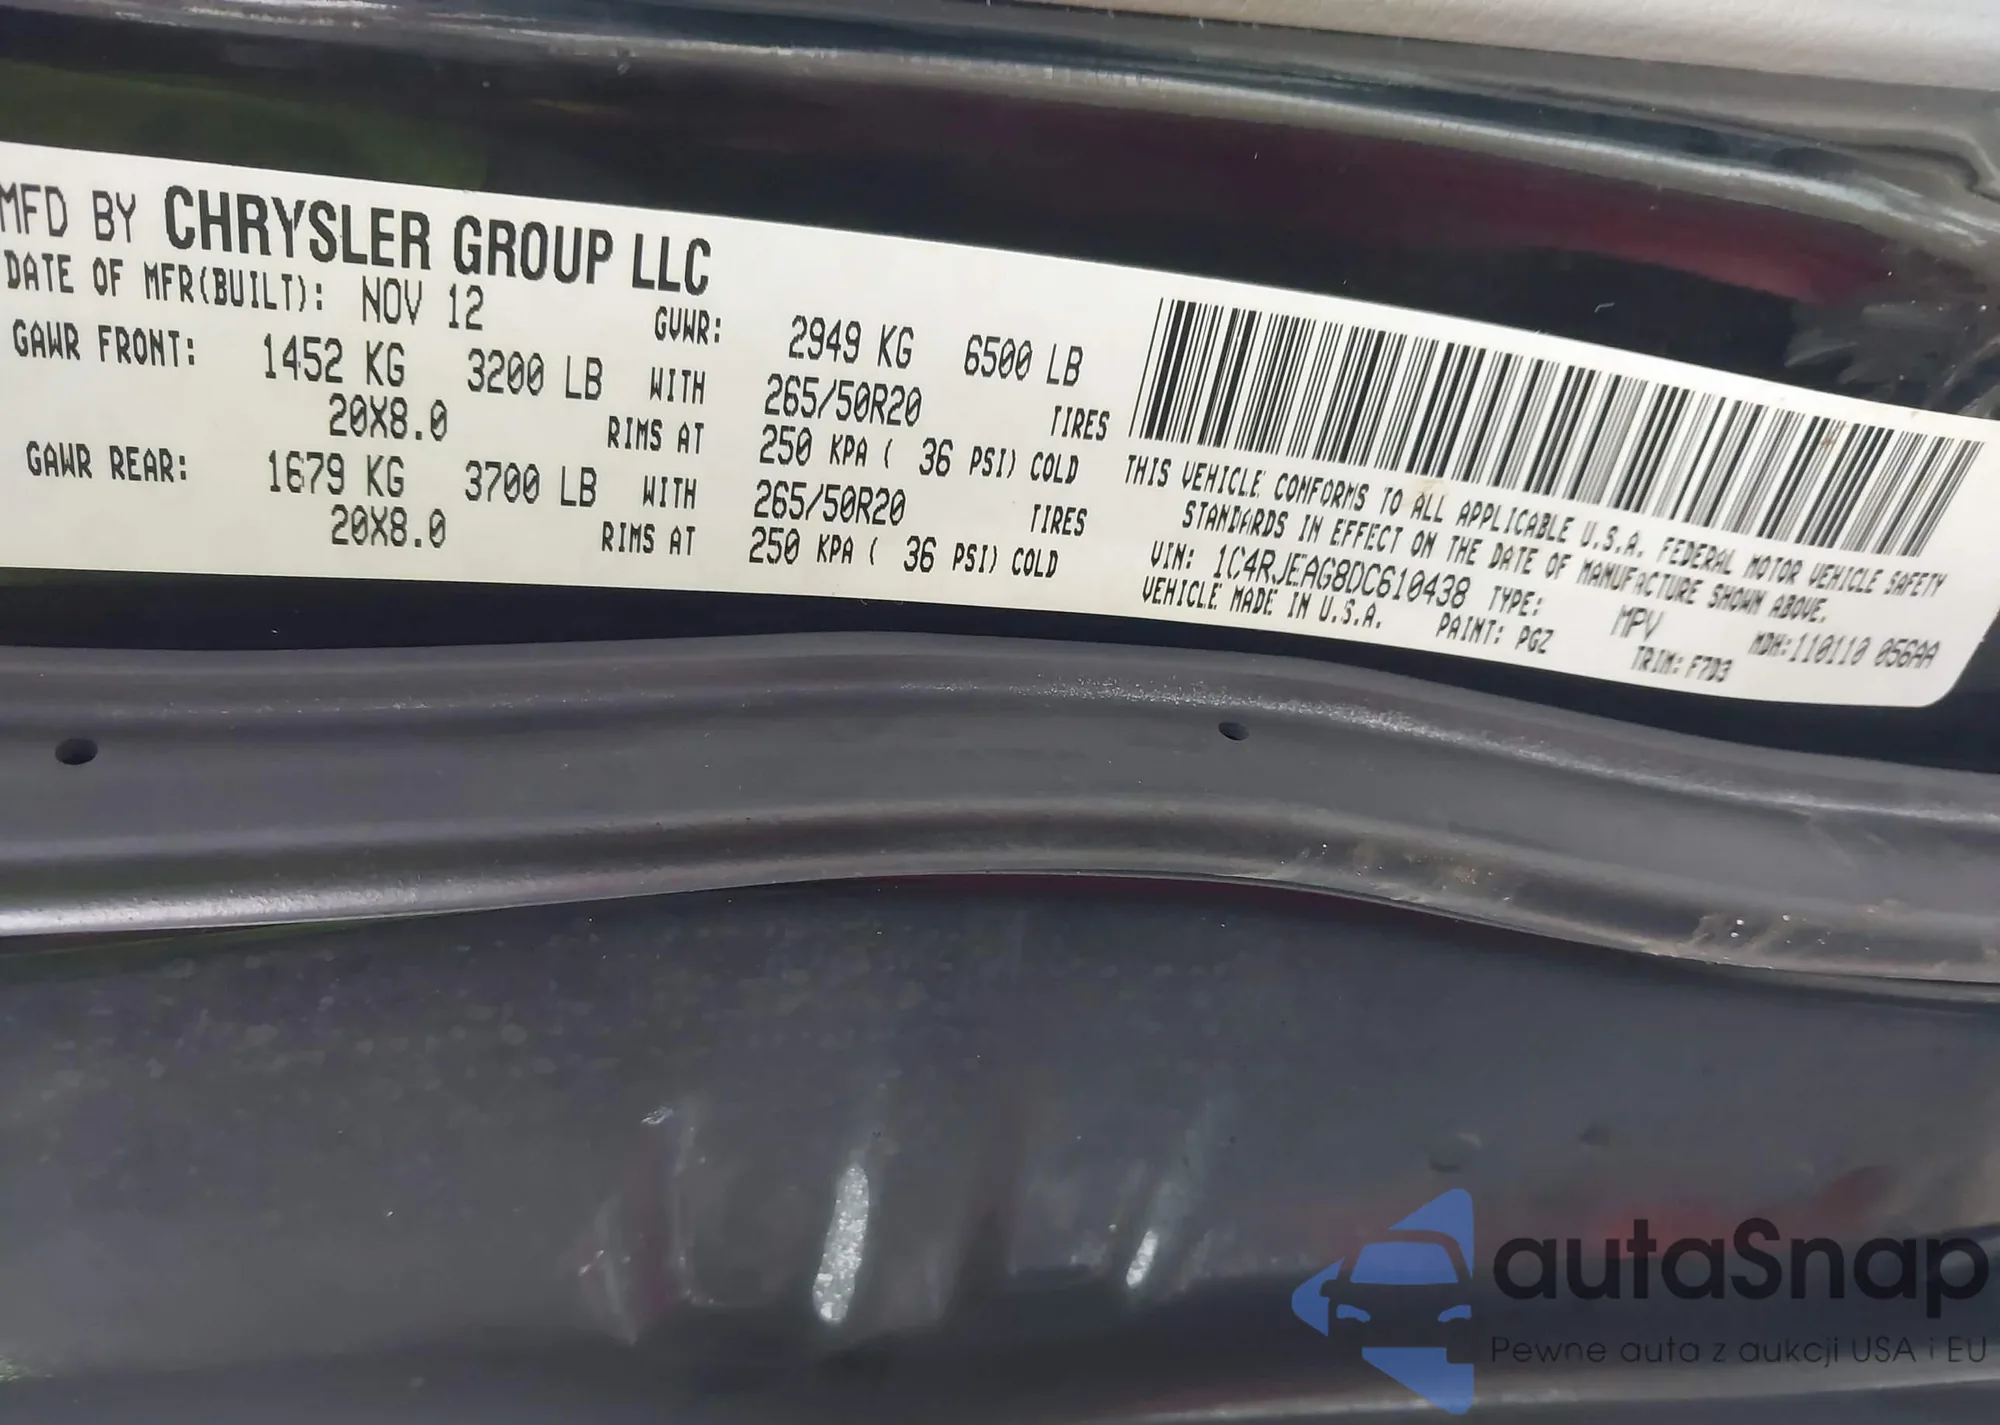 MFD BY CHRYSLER GROUP LLC
DATE OF MFR(BUILT): NOV 12 GVWR: 2949 KG 6500 LB
GAWR FRONT: 1452 KG 3200 LB WITH 265/50R20 TIRES
20X8.0 RIMS AT 250 KPA ( 36 PSI) COLD
GAWR REAR: 1679 KG 3700 LB WITH 265/50R20 TIRES
20X8.0 RIMS AT 250 KPA ( 36 PSI) COLD
THIS VEHICLE CONFORMS TO ALL APPLICABLE U.S.A. FEDERAL MOTOR VEHICLE SAFETY
STANDARDS IN EFFECT ON THE DATE OF MANUFACTURE SHOWN ABOVE.
VIN: 1C4RJEAG8DC610438 TYPE: MPV MDH:110110 056AA
VEHICLE MADE IN U.S.A. PAINT: PGZ TRIM: F7D3
autaSnap
Pewne auta z aukcji USA i EU